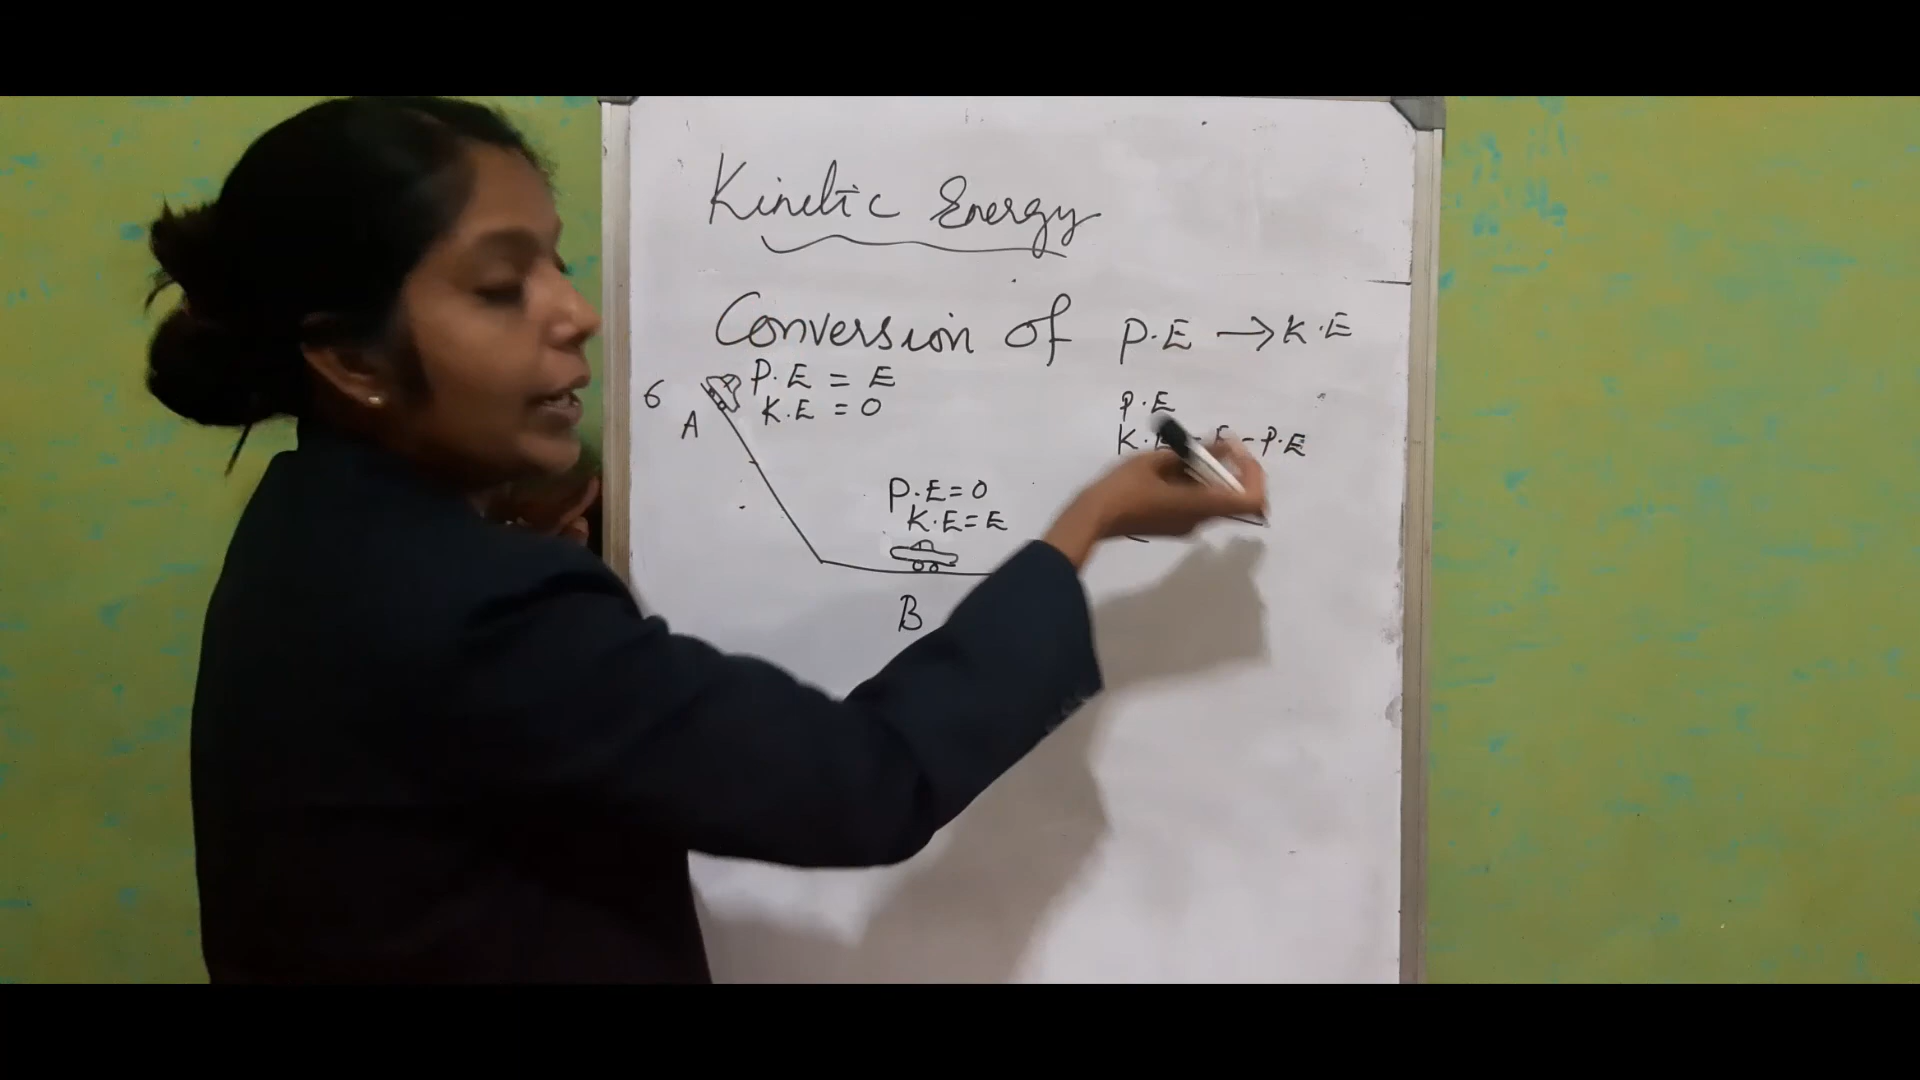 Kinetic Energy
Conversion of P.E → K.E
P.E = E
K.E = 0
6
A
P.E
K.E = E - P.E
P.E = 0
K.E = E
B